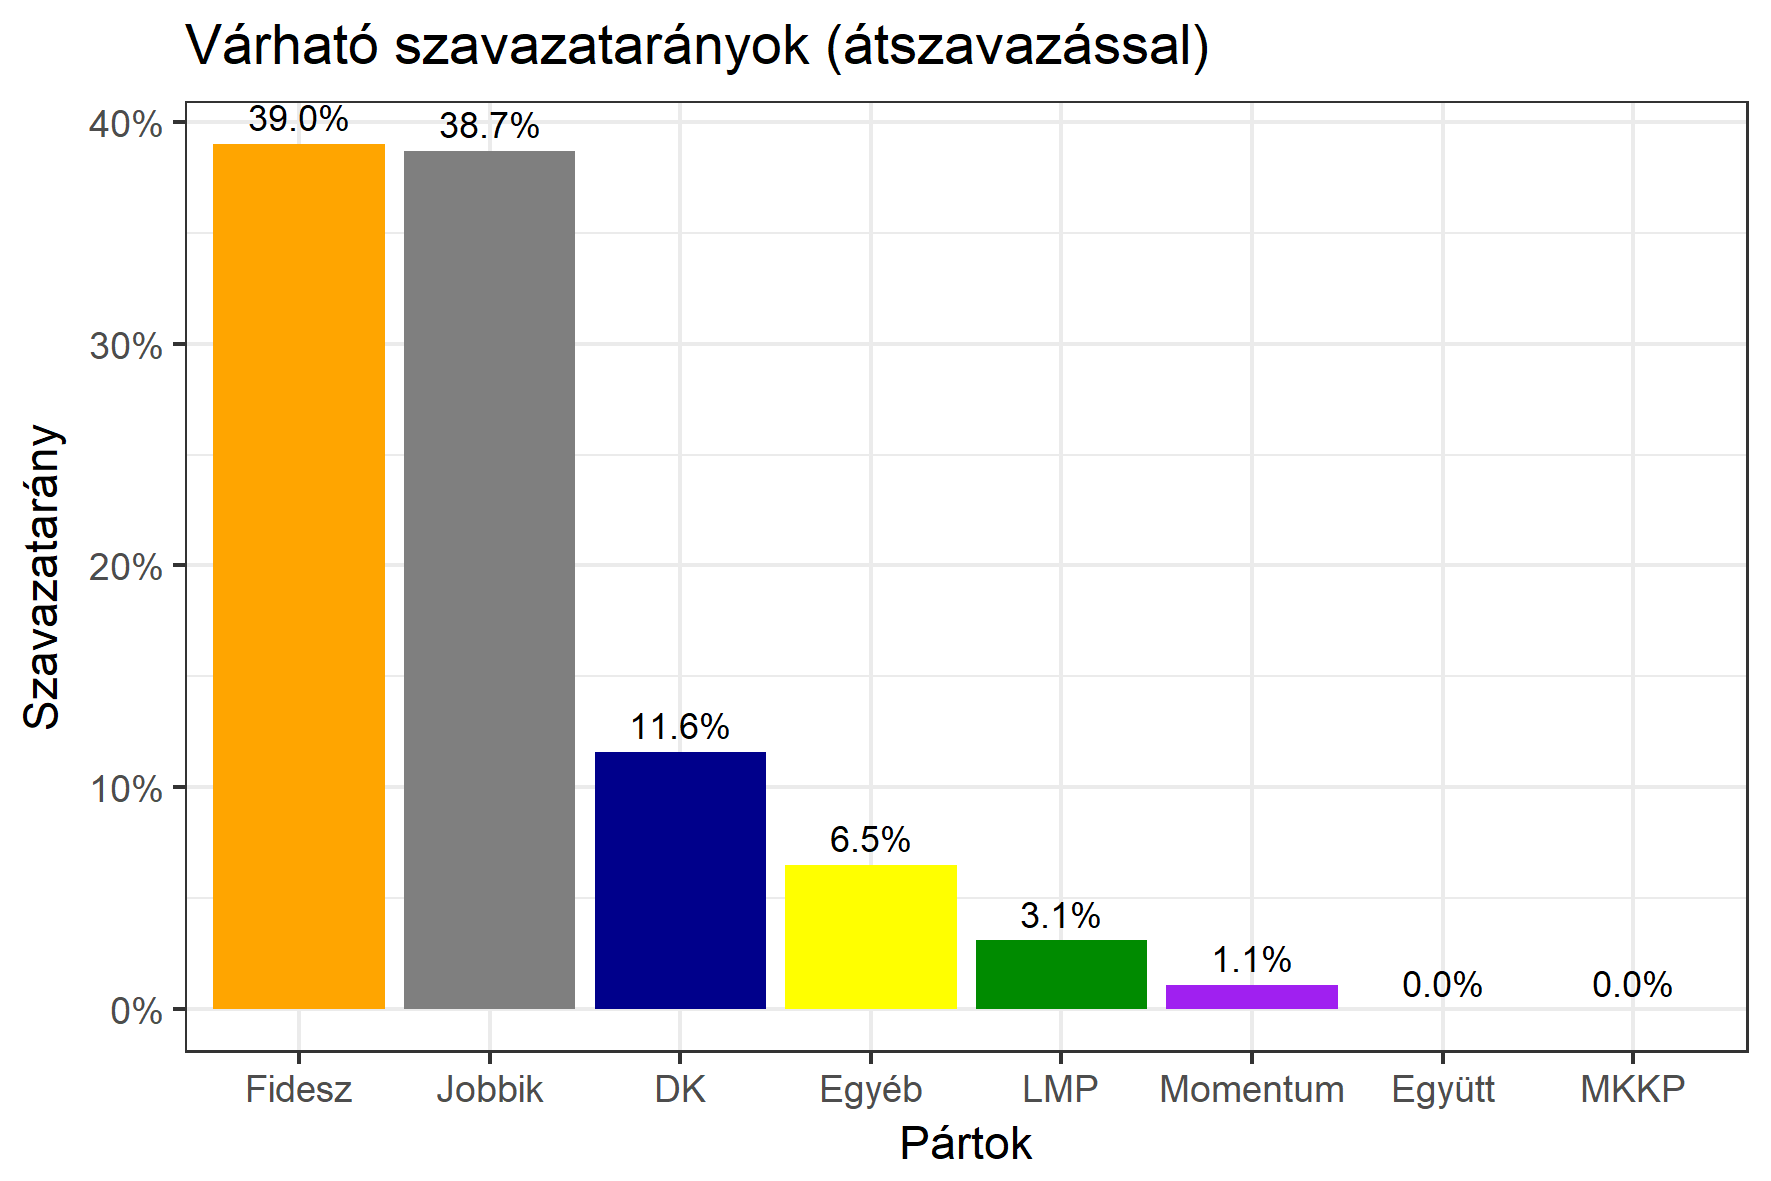 Várható szavazatarányok (átszavazással)
Szavazatarány
40%
30%
20%
10%
0%
39.0%
38.7%
11.6%
6.5%
3.1%
1.1%
0.0%
0.0%
Fidesz
Jobbik
DK
Egyéb
LMP
Momentum
Együtt
MKKP
Pártok